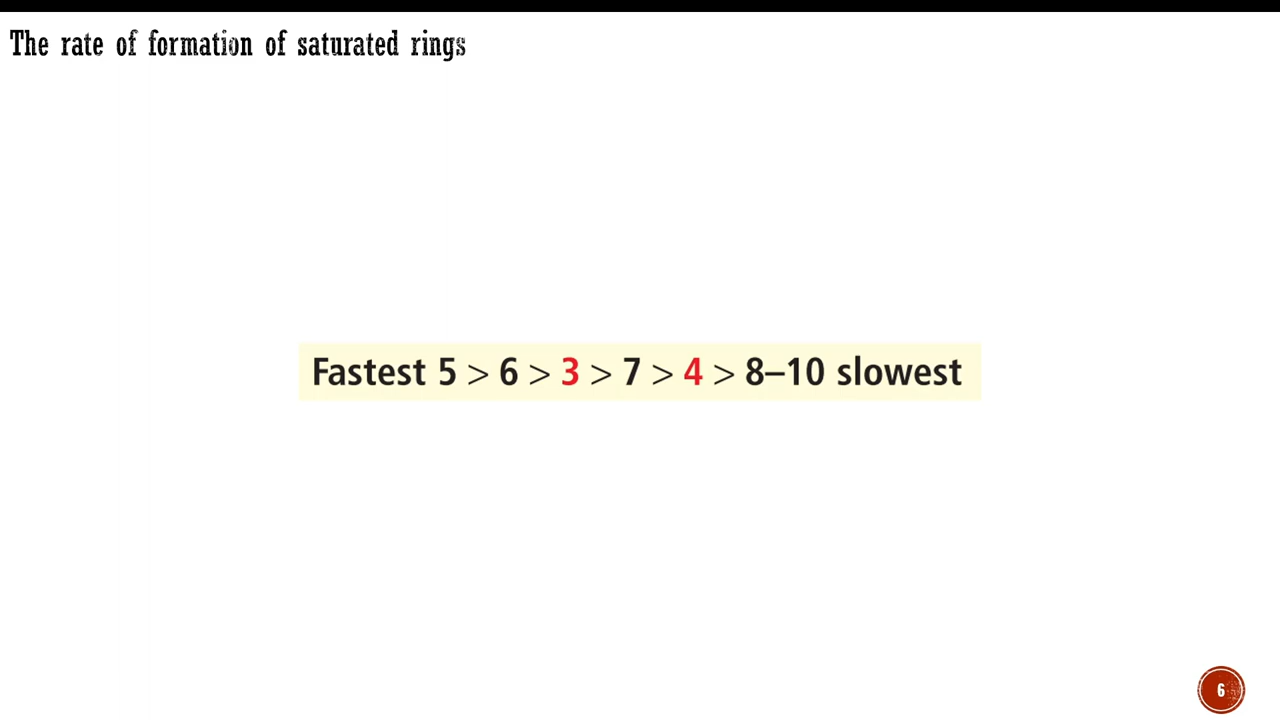 The rate of formation of saturated rings
Fastest 5 > 6 > 3 > 7 > 4 > 8–10 slowest
6